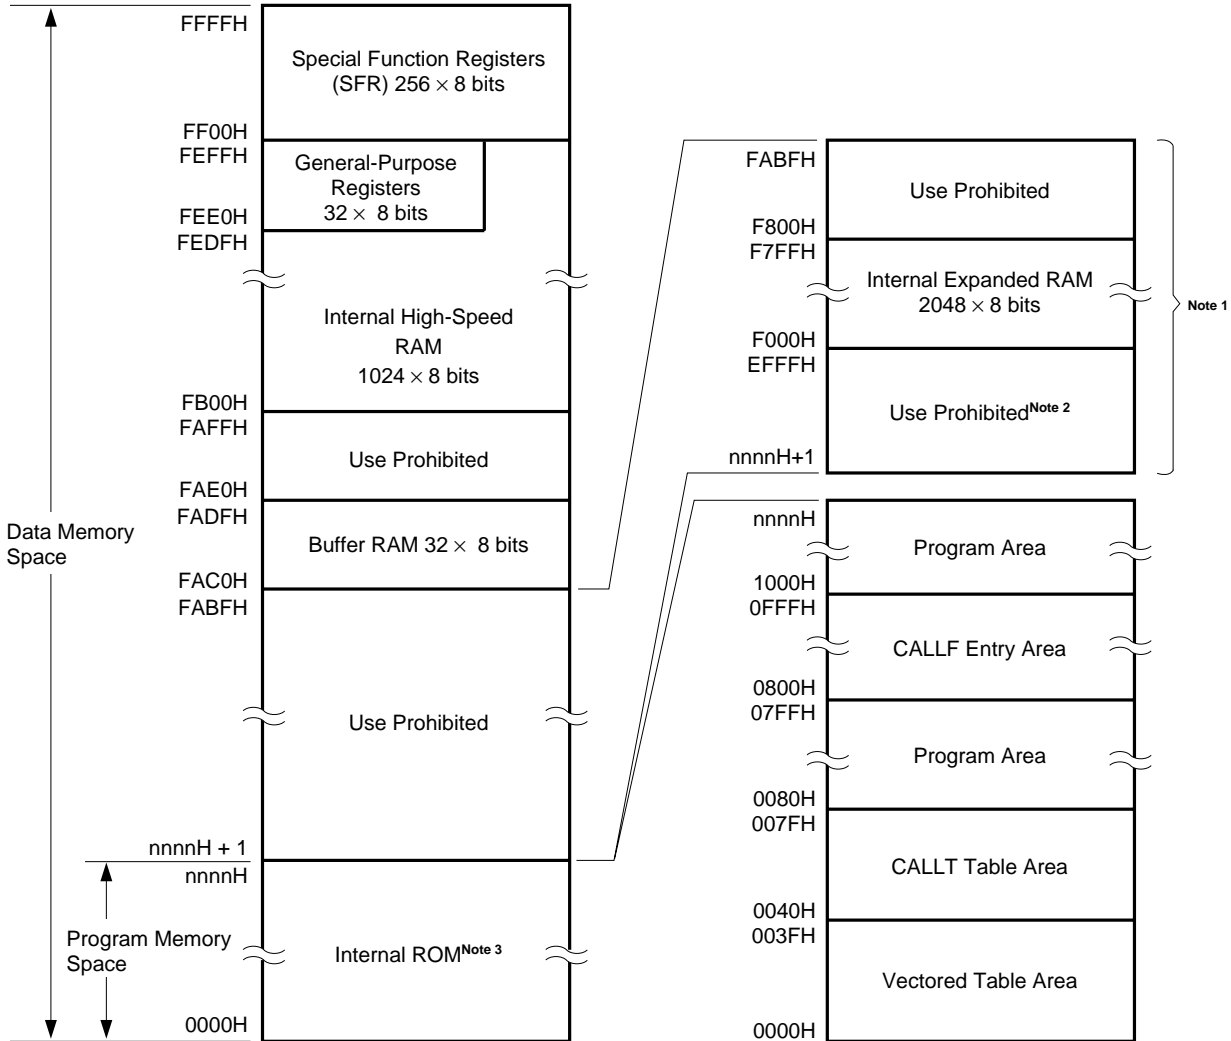 FFFFH
Special Function Registers
(SFR) 256 × 8 bits
FF00H
FEFFH
General-Purpose
Registers
32 × 8 bits
FEE0H
FEDFH
Internal High-Speed
RAM
1024 × 8 bits
FB00H
FAFFH
Use Prohibited
FAE0H
FADFH
Data Memory
Space
Buffer RAM 32 × 8 bits
FAC0H
FABFH
Use Prohibited
nnnnH + 1
nnnnH
Program Memory
Space
Internal ROMNote 3
0000H
FABFH
Use Prohibited
F800H
F7FFH
Internal Expanded RAM
2048 × 8 bits
Note 1
F000H
EFFFH
Use ProhibitedNote 2
nnnnH+1
nnnnH
Program Area
1000H
0FFFH
CALLF Entry Area
0800H
07FFH
Program Area
0080H
007FH
CALLT Table Area
0040H
003FH
Vectored Table Area
0000H